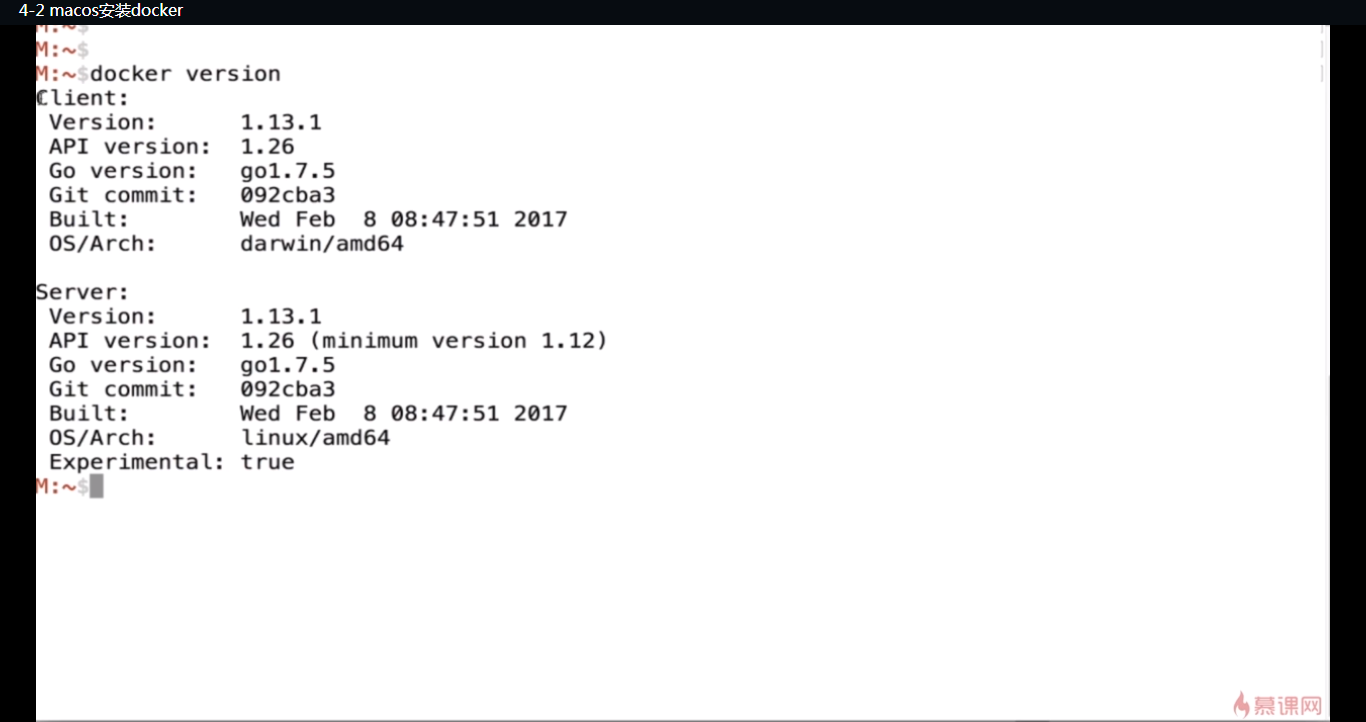 4-2 macos安装docker
M:~$
M:~$
M:~$docker version
Client:
Version: 1.13.1
API version: 1.26
Go version: go1.7.5
Git commit: 092cba3
Built: Wed Feb  8 08:47:51 2017
OS/Arch: darwin/amd64
Server:
Version: 1.13.1
API version: 1.26 (minimum version 1.12)
Go version: go1.7.5
Git commit: 092cba3
Built: Wed Feb  8 08:47:51 2017
OS/Arch: linux/amd64
Experimental: true
M:~$
慕课网